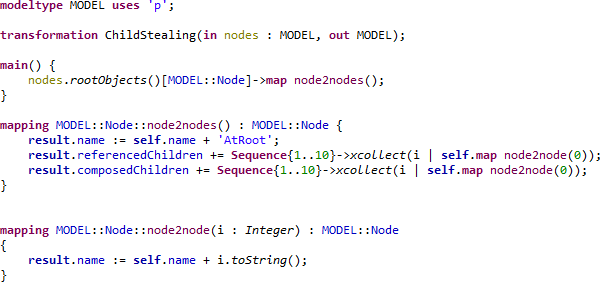 modeltype MODEL uses 'p';
transformation ChildStealing(in nodes : MODEL, out MODEL);
main() {
nodes.rootObjects()[MODEL::Node]->map node2nodes();
}
mapping MODEL::Node::node2nodes() : MODEL::Node {
result.name := self.name + 'AtRoot';
result.referencedChildren += Sequence{1..10}->xcollect(i | self.map node2node(0));
result.composedChildren += Sequence{1..10}->xcollect(i | self.map node2node(0));
}
mapping MODEL::Node::node2node(i : Integer) : MODEL::Node
{
result.name := self.name + i.toString();
}